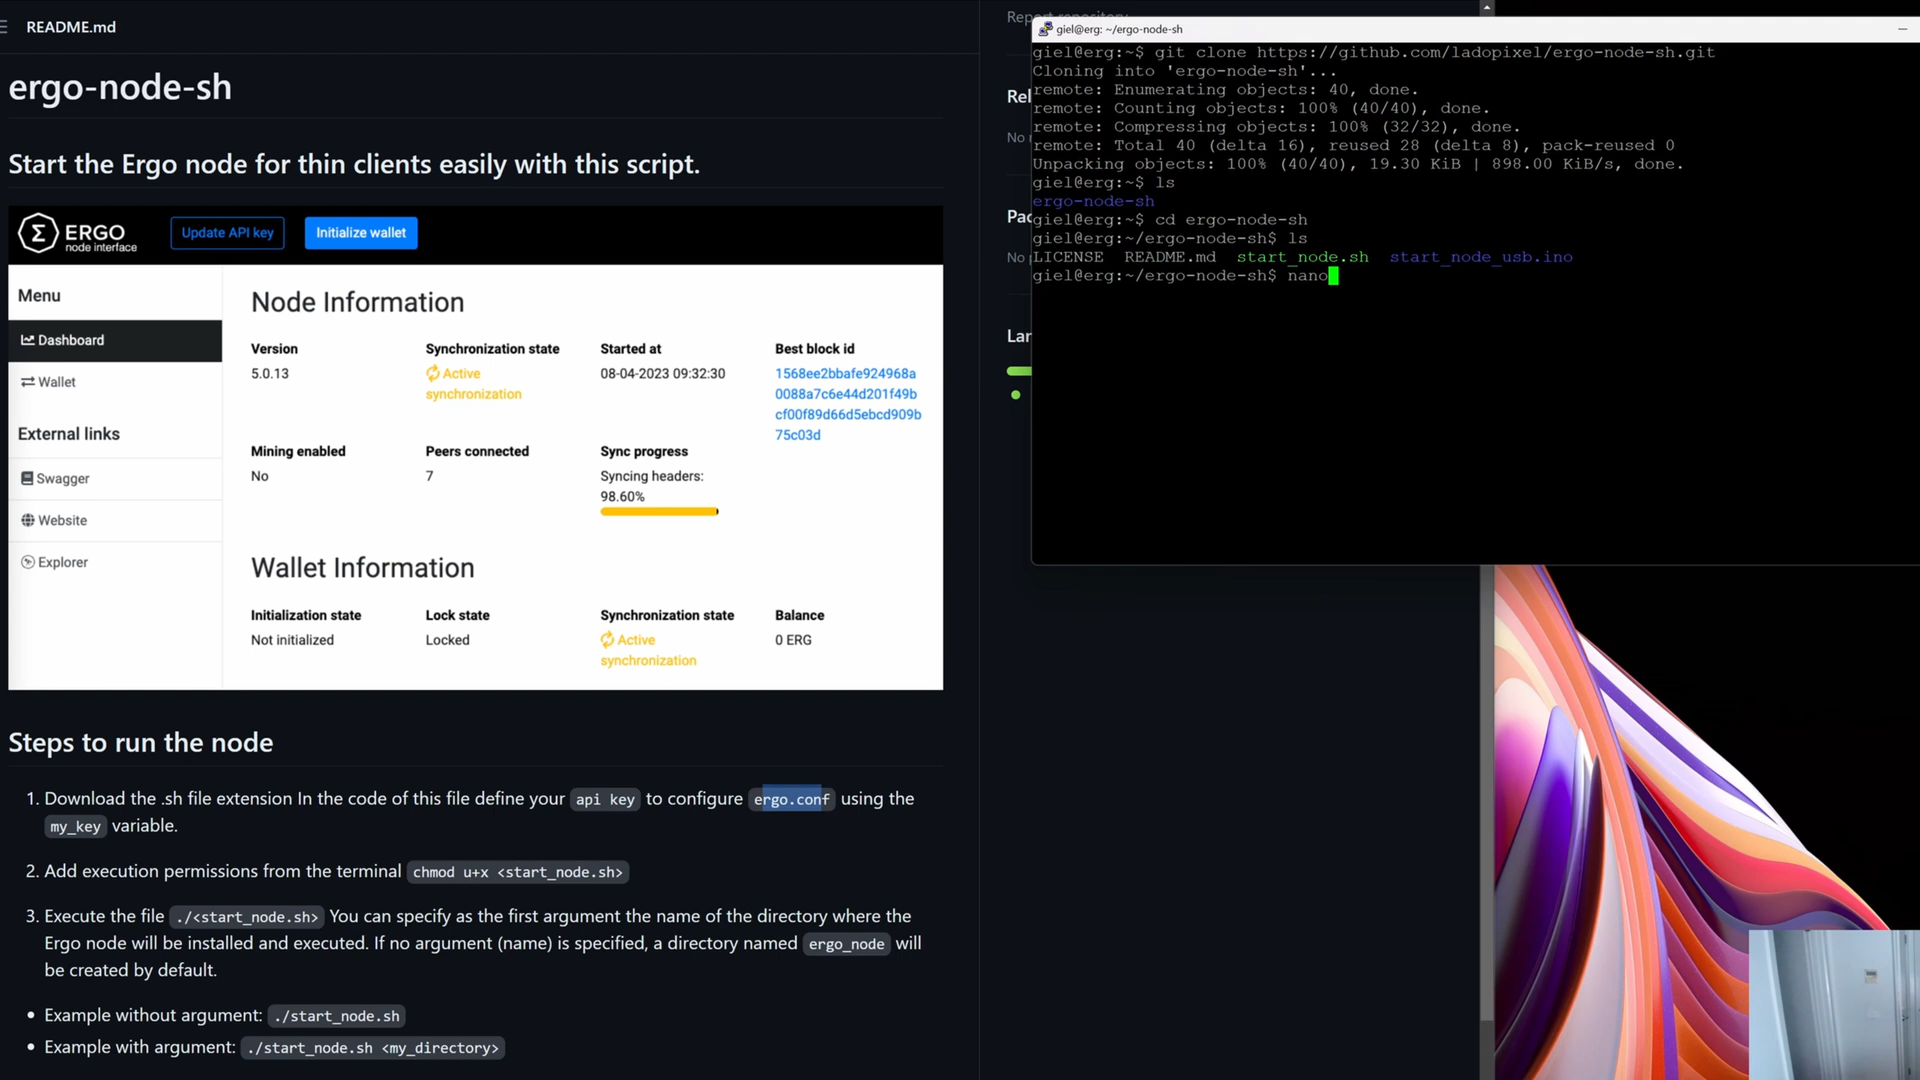 README.md
ergo-node-sh
Start the Ergo node for thin clients easily with this script.
ERGO
node interface
Update API key
Initialize wallet
Menu
Dashboard
Wallet
External links
Swagger
Website
Explorer
Node Information
Version
5.0.13
Synchronization state
Active
synchronization
Started at
08-04-2023 09:32:30
Best block id
1568ee2bbafe924968a
0088a7c6e44d201f49b
cf00f89d66d5ebcd909b
75c03d
Mining enabled
No
Peers connected
7
Sync progress
Syncing headers:
98.60%
Wallet Information
Initialization state
Not initialized
Lock state
Locked
Synchronization state
Active
synchronization
Balance
0 ERG
Steps to run the node
1. Download the .sh file extension In the code of this file define your api key to configure ergo.conf using the
my_key variable.
2. Add execution permissions from the terminal chmod u+x <start_node.sh>
3. Execute the file ./<start_node.sh> You can specify as the first argument the name of the directory where the
Ergo node will be installed and executed. If no argument (name) is specified, a directory named ergo_node will
be created by default.
• Example without argument: ./start_node.sh
• Example with argument: ./start_node.sh <my_directory>
Report repository
Rel
No
Pac
No
Lan
giel@erg: ~/ergo-node-sh
giel@erg:~$ git clone https://github.com/ladopixel/ergo-node-sh.git
Cloning into 'ergo-node-sh'...
remote: Enumerating objects: 40, done.
remote: Counting objects: 100% (40/40), done.
remote: Compressing objects: 100% (32/32), done.
remote: Total 40 (delta 16), reused 28 (delta 8), pack-reused 0
Unpacking objects: 100% (40/40), 19.30 KiB | 898.00 KiB/s, done.
giel@erg:~$ ls
ergo-node-sh
giel@erg:~$ cd ergo-node-sh
giel@erg:~/ergo-node-sh$ ls
LICENSE README.md start_node.sh start_node_usb.ino
giel@erg:~/ergo-node-sh$ nano